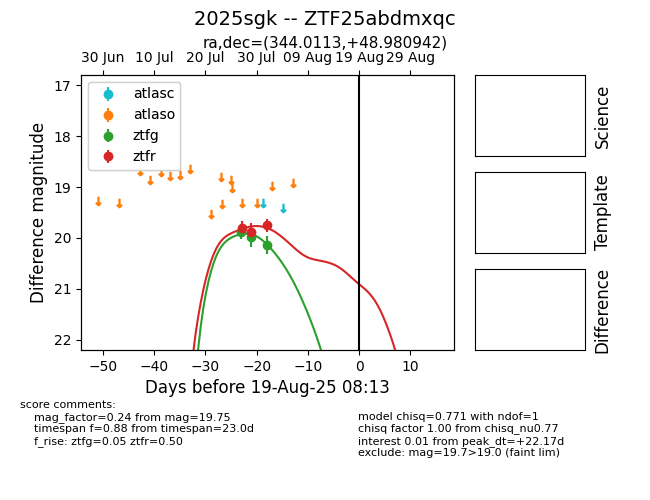 2025sgk -- ZTF25abdmxqc
ra,dec=(344.0113,+48.980942)
30 Jun 10 Jul 20 Jul 30 Jul 09 Aug 19 Aug 29 Aug
17
18
19
20
21
22
Difference magnitude
atlasc
atlaso
ztfg
ztfr
−50 −40 −30 −20 −10 0 10
Days before 19-Aug-25 08:13
Science
Template
Difference
score comments:
mag_factor=0.24 from mag=19.75
timespan f=0.88 from timespan=23.0d
f_rise: ztfg=0.05 ztfr=0.50
model chisq=0.771 with ndof=1
chisq factor 1.00 from chisq_nu0.77
interest 0.01 from peak_dt=+22.17d
exclude: mag=19.7>19.0 (faint lim)